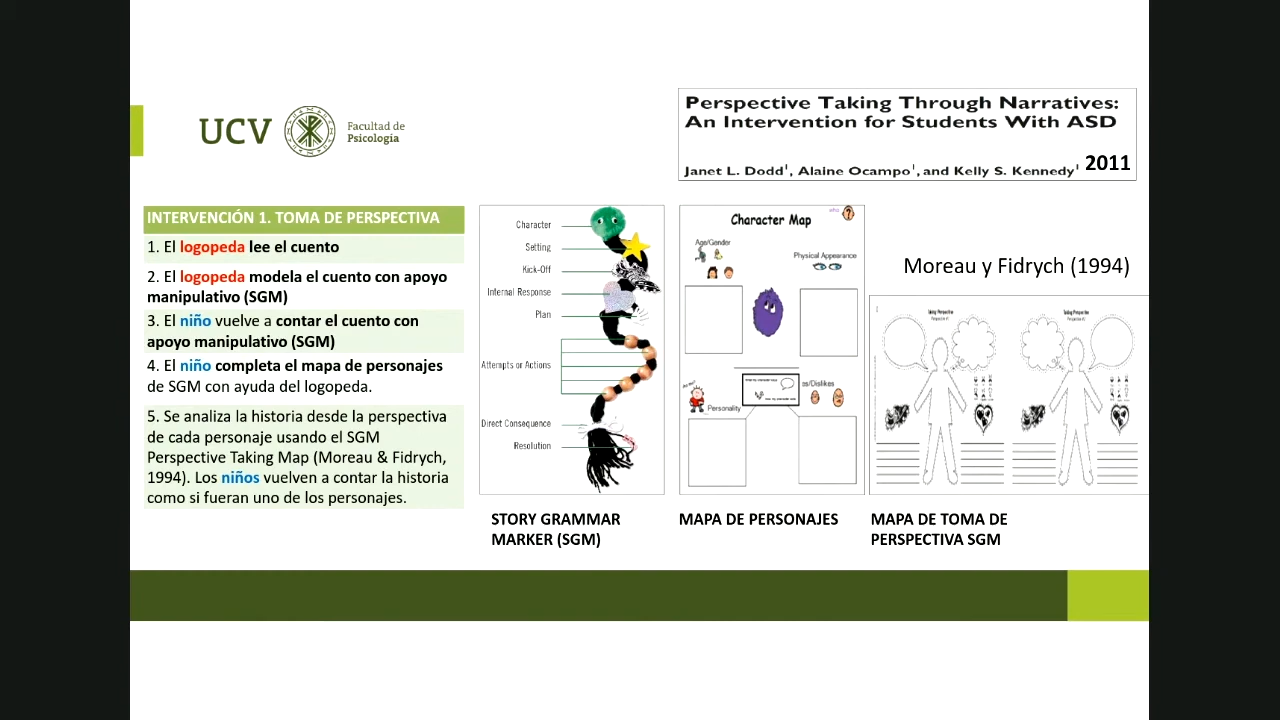 UCV
Facultad de
Psicología
Perspective Taking Through Narratives:
An Intervention for Students With ASD
Janet L. Dodd¹, Alaine Ocampo¹, and Kelly S. Kennedy¹ 2011
INTERVENCIÓN 1. TOMA DE PERSPECTIVA
1. El logopeda lee el cuento
2. El logopeda modela el cuento con apoyo
manipulativo (SGM)
3. El niño vuelve a contar el cuento con
apoyo manipulativo (SGM)
4. El niño completa el mapa de personajes
de SGM con ayuda del logopeda.
5. Se analiza la historia desde la perspectiva
de cada personaje usando el SGM
Perspective Taking Map (Moreau & Fidrych,
1994). Los niños vuelven a contar la historia
como si fueran uno de los personajes.
Character
Setting
Kick-Off
Internal Response
Plan
Attempts or Actions
Direct Consequence
Resolution
STORY GRAMMAR
MARKER (SGM)
Character Map
Age/Gender
Physical Appearance
Personality
es/Dislikes
MAPA DE PERSONAJES
Moreau y Fidrych (1994)
Taking Perspective
MAPA DE TOMA DE
PERSPECTIVA SGM